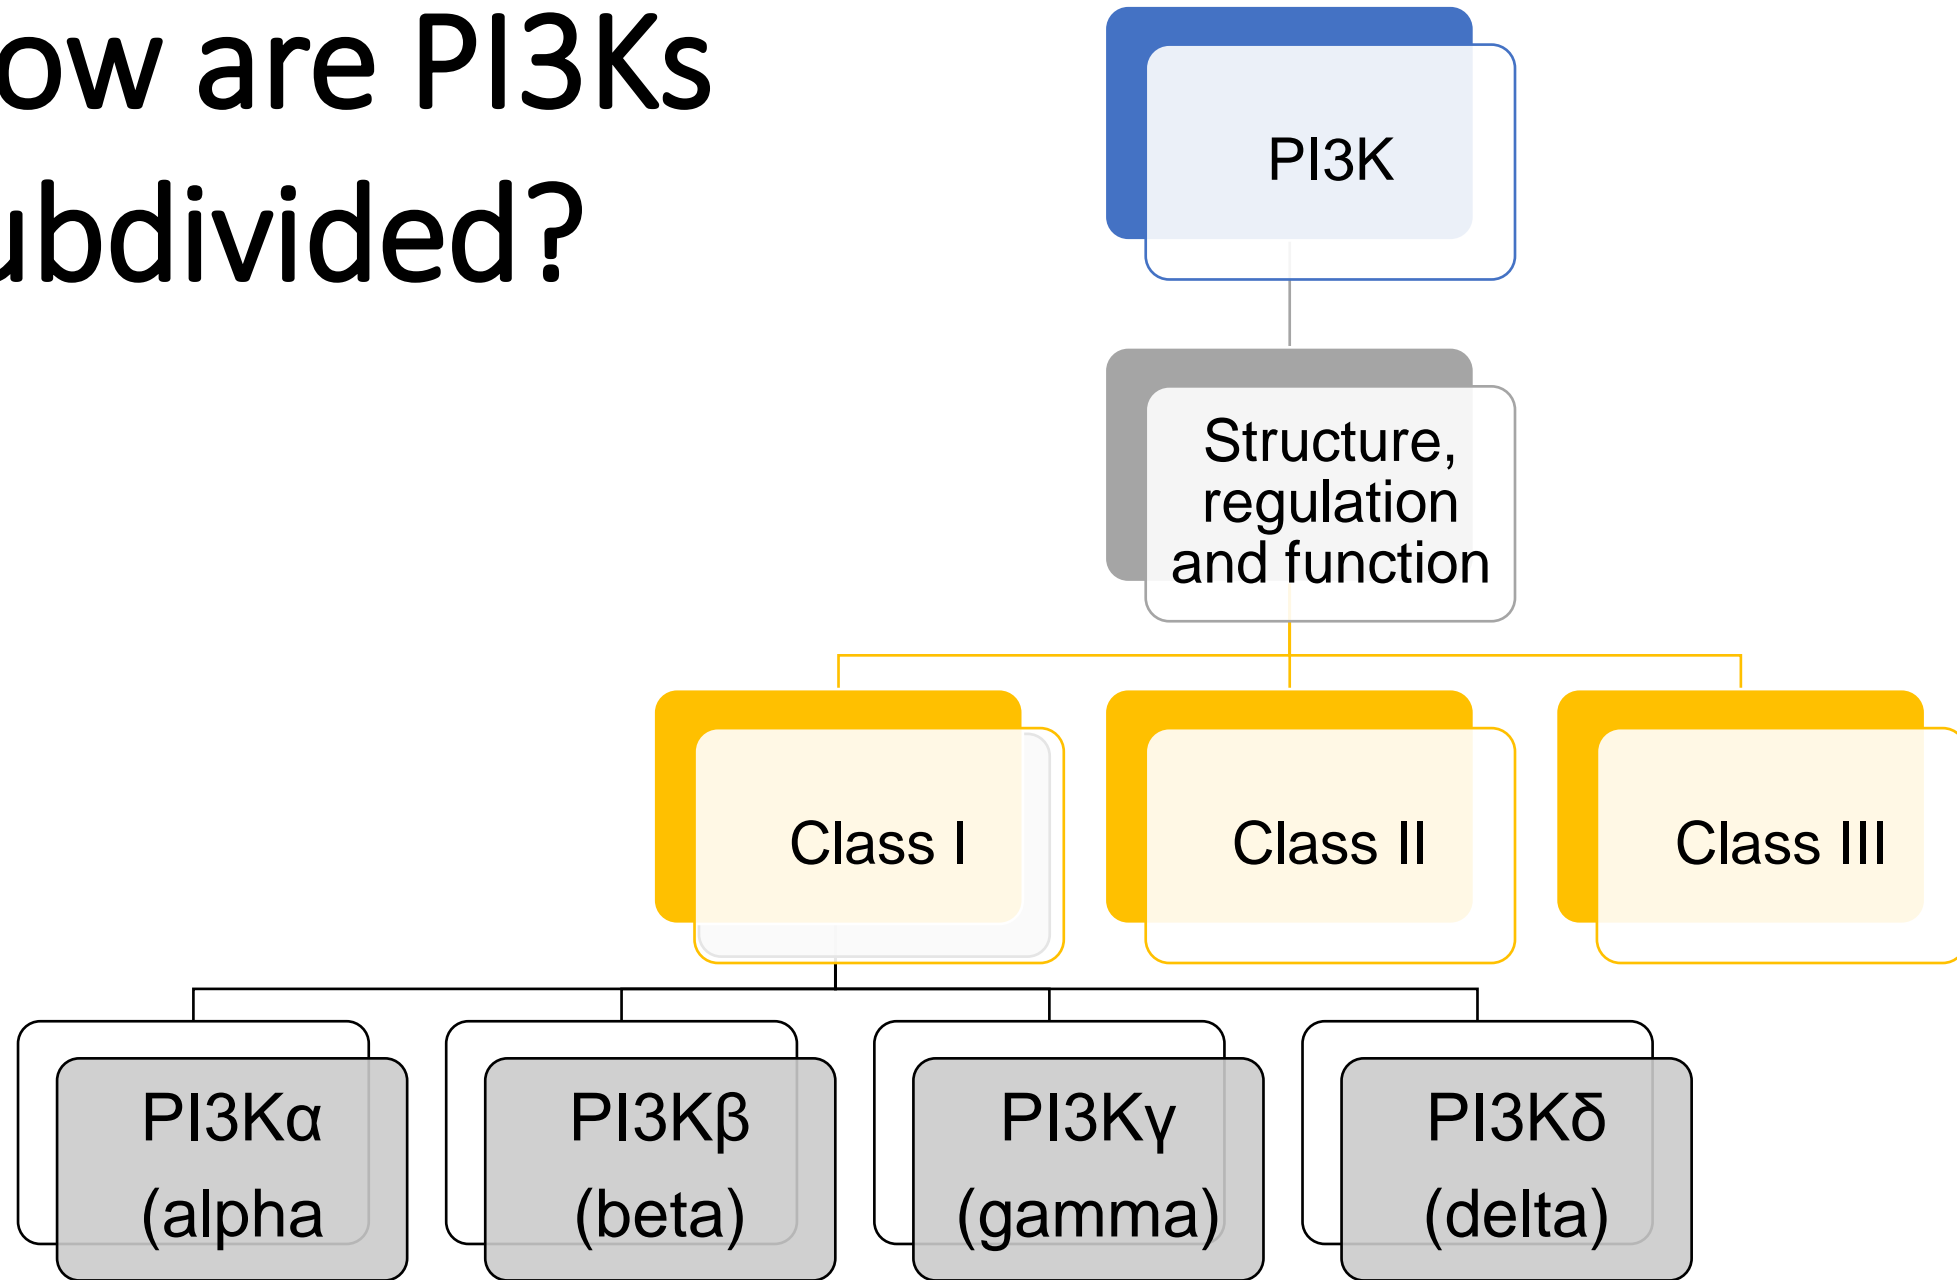 ow are PI3Ks
ubdivided?
PI3K
Structure,
regulation
and function
Class I
Class II
Class III
PI3Kα
(alpha
PI3Kβ
(beta)
PI3Kγ
(gamma)
PI3Kδ
(delta)